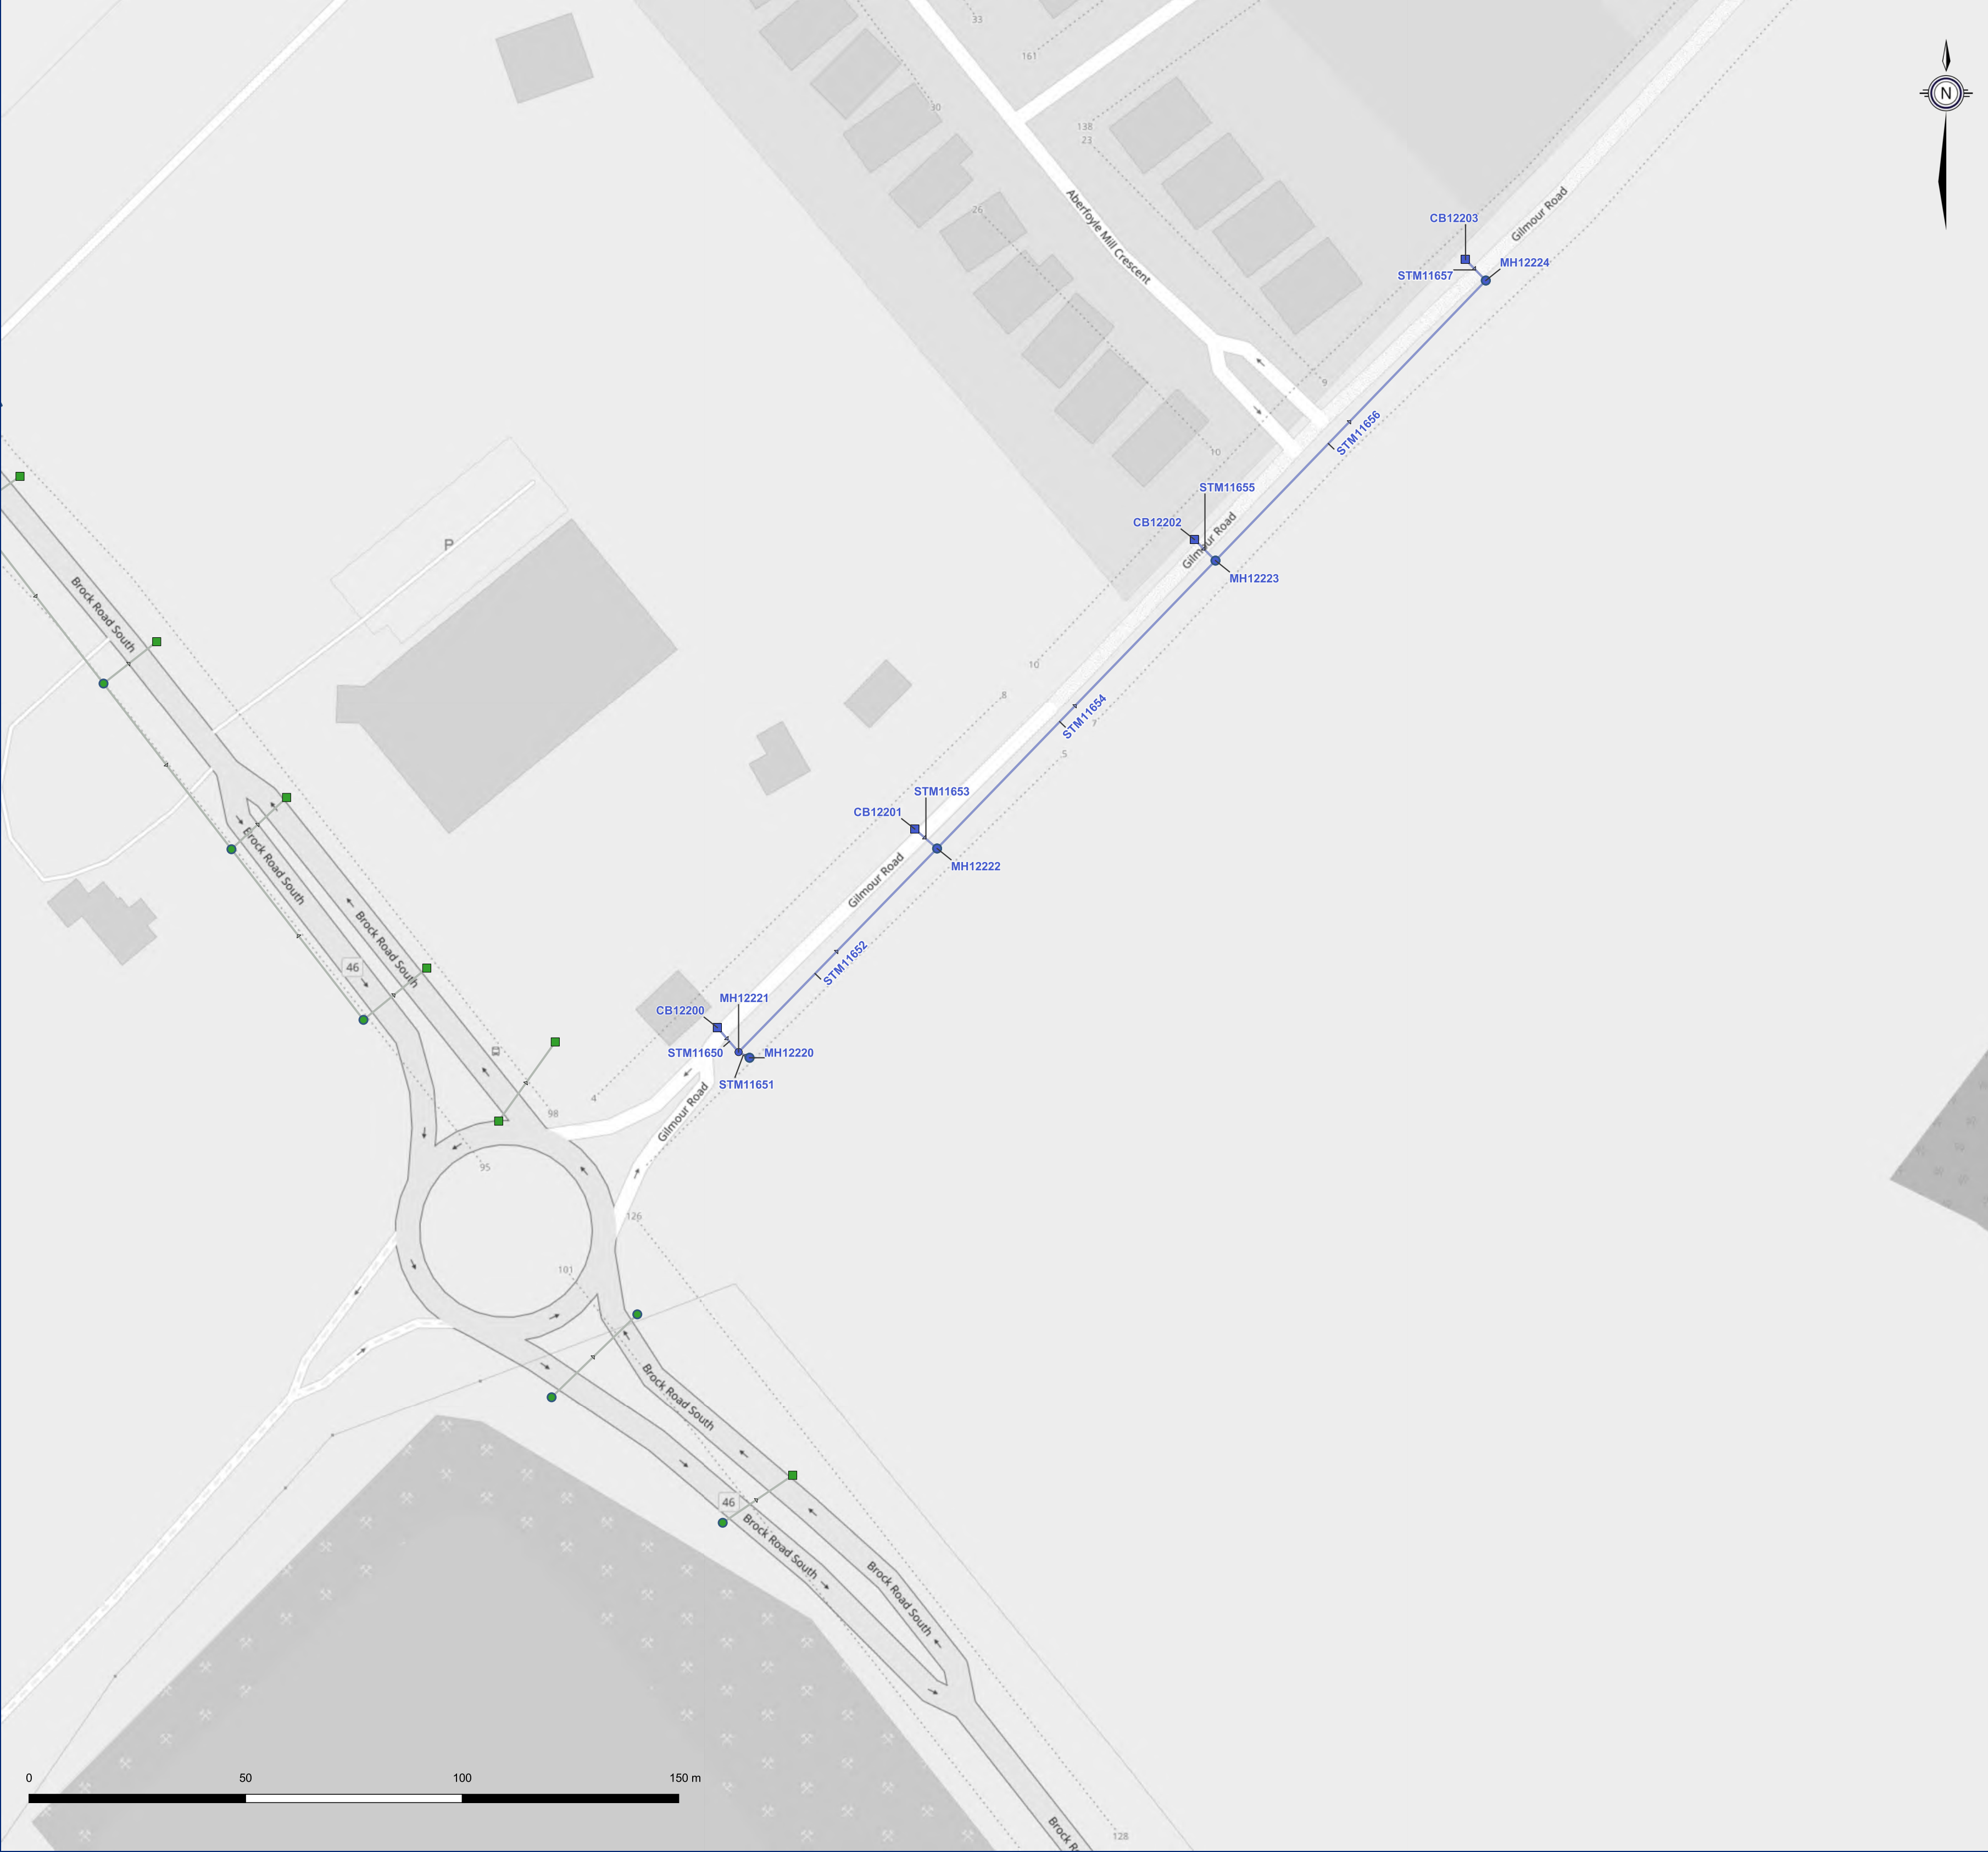 33
161
30
138
23
N
Aberfoyle Mill Crescent
26
Gilmour Road
CB12203
STM11657
MH12224
9
STM11656
10
STM11655
CB12202
Gilmour Road
MH12223
P
Brock Road South
10
8
STM11654
7
5
STM11653
CB12201
MH12222
Brock Road South
Gilmour Road
Brock Road South
46
STM11652
MH12221
CB12200
STM11650
MH12220
STM11651
4
98
Gilmour Road
95
126
101
Brock Road South
46
Brock Road South
Brock Road South
0
50
100
150 m
128
Brock R